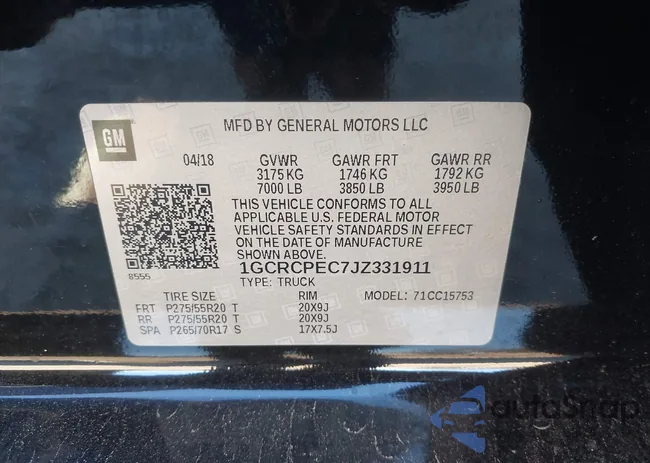 GM
MFD BY GENERAL MOTORS LLC
04/18 GVWR GAWR FRT GAWR RR
3175 KG 1746 KG 1792 KG
7000 LB 3850 LB 3950 LB
THIS VEHICLE CONFORMS TO ALL
APPLICABLE U.S. FEDERAL MOTOR
VEHICLE SAFETY STANDARDS IN EFFECT
ON THE DATE OF MANUFACTURE
SHOWN ABOVE.
8555 1GCRCPEC7JZ331911
TYPE: TRUCK
TIRE SIZE RIM MODEL: 71CC15753
FRT P275/55R20 T 20X9J
RR P275/55R20 T 20X9J
SPA P265/70R17 S 17X7.5J
autoSnap